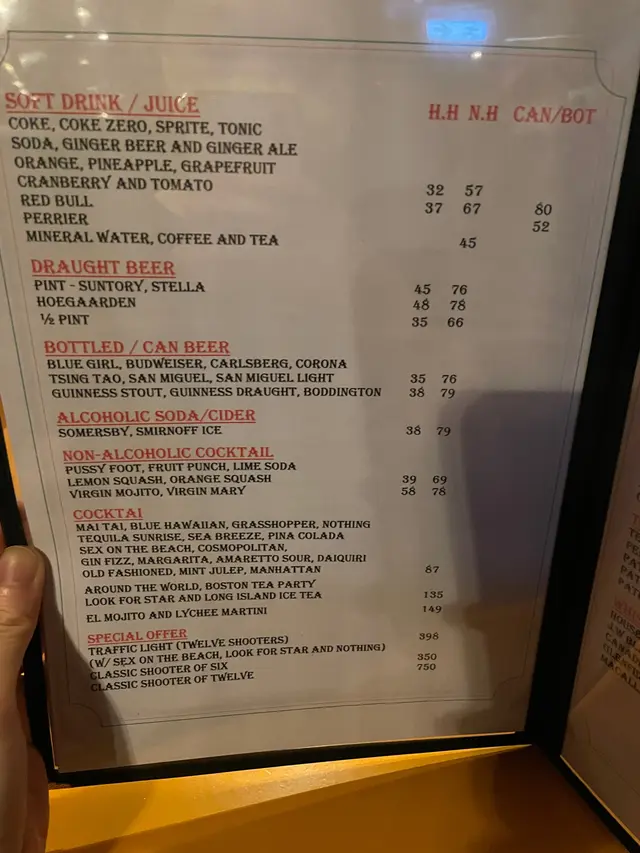 SOFT DRINK / JUICE H.H N.H CAN/BOT
COKE, COKE ZERO, SPRITE, TONIC
SODA, GINGER BEER AND GINGER ALE
ORANGE, PINEAPPLE, GRAPEFRUIT
CRANBERRY AND TOMATO 32 57
RED BULL 37 67 80
PERRIER 52
MINERAL WATER, COFFEE AND TEA 45
DRAUGHT BEER
PINT - SUNTORY, STELLA 45 76
HOEGAARDEN 48 78
½ PINT 35 66
BOTTLED / CAN BEER
BLUE GIRL, BUDWEISER, CARLSBERG, CORONA
TSING TAO, SAN MIGUEL, SAN MIGUEL LIGHT 35 76
GUINNESS STOUT, GUINNESS DRAUGHT, BODDINGTON 38 79
ALCOHOLIC SODA/CIDER
SOMERSBY, SMIRNOFF ICE 38 79
NON-ALCOHOLIC COCKTAIL
PUSSY FOOT, FRUIT PUNCH, LIME SODA
LEMON SQUASH, ORANGE SQUASH 39 69
VIRGIN MOJITO, VIRGIN MARY 58 78
COCKTAI
MAI TAI, BLUE HAWAIIAN, GRASSHOPPER, NOTHING
TEQUILA SUNRISE, SEA BREEZE, PINA COLADA
SEX ON THE BEACH, COSMOPOLITAN,
GIN FIZZ, MARGARITA, AMARETTO SOUR, DAIQUIRI
OLD FASHIONED, MINT JULEP, MANHATTAN 87
AROUND THE WORLD, BOSTON TEA PARTY
LOOK FOR STAR AND LONG ISLAND ICE TEA 135
EL MOJITO AND LYCHEE MARTINI 149
SPECIAL OFFER
TRAFFIC LIGHT (TWELVE SHOOTERS) 398
(W/ SEX ON THE BEACH, LOOK FOR STAR AND NOTHING)
CLASSIC SHOOTER OF SIX 350
CLASSIC SHOOTER OF TWELVE 750